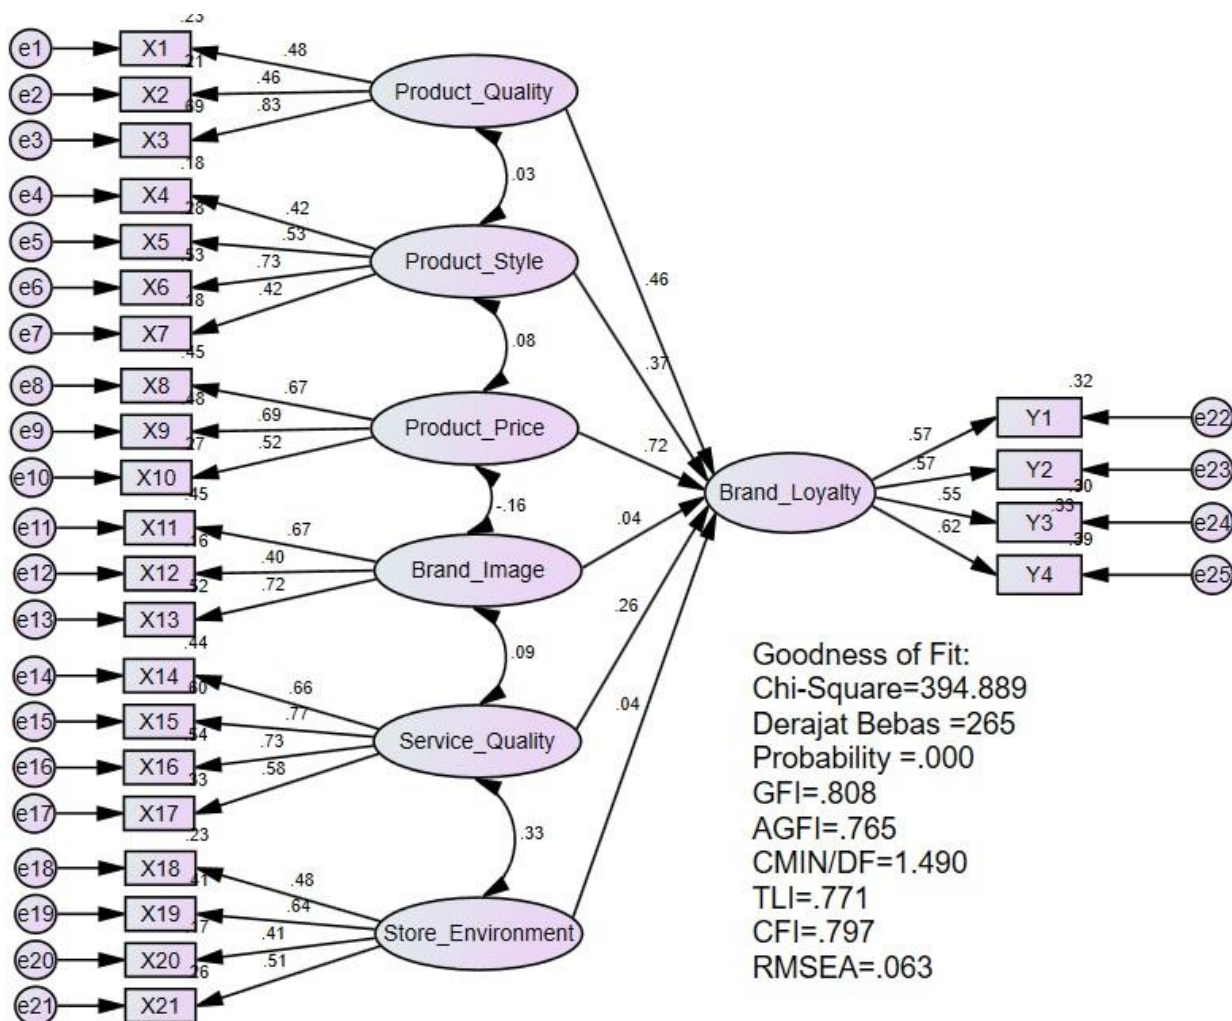 .23
e1 X1 .48
.21
e2 X2 .46 Product_Quality
.69
e3 X3 .83
.18
.03
e4 X4 .42
.28
e5 X5 .53
.53
e6 X6 .73 Product_Style
.18
e7 X7 .42
.46
.45
.08
.37
e8 X8 .67
.48
e9 X9 .69 Product_Price
.27
e10 X10 .52
.72
.45
-.16
e11 X11 .67
.16
e12 X12 .40 Brand_Image
.52
e13 X13 .72
.04
.44
.09
.26
e14 X14 .66
.60
e15 X15 .77 Service_Quality
.54
e16 X16 .73
.33
e17 X17 .58
.04
.23
.33
e18 X18 .48
.41
e19 X19 .64 Store_Environment
.17
e20 X20 .41
.26
e21 X21 .51
Brand_Loyalty
.32
.57 Y1 e22
.57 Y2 e23
.30
.55 Y3 e24
.33
.39
.62 Y4 e25
Goodness of Fit:
Chi-Square=394.889
Derajat Bebas =265
Probability =.000
GFI=.808
AGFI=.765
CMIN/DF=1.490
TLI=.771
CFI=.797
RMSEA=.063